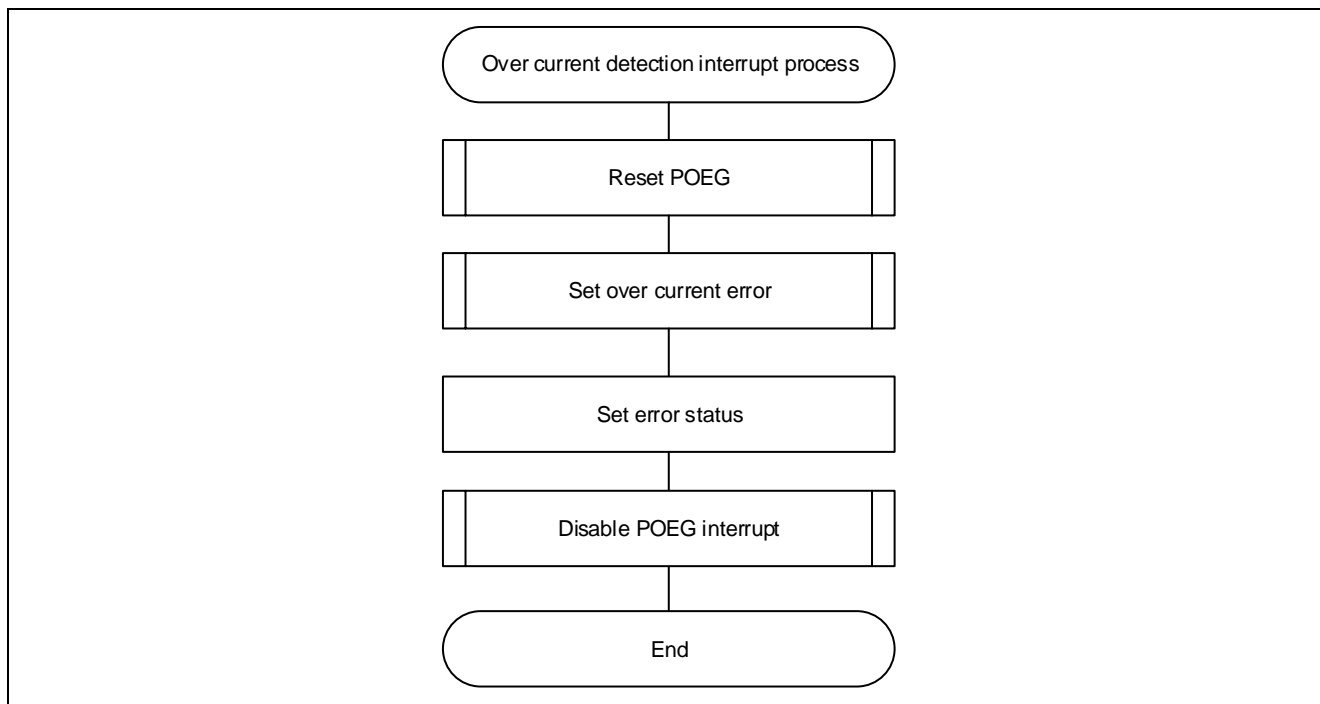 Over current detection interrupt process
Reset POEG
Set over current error
Set error status
Disable POEG interrupt
End